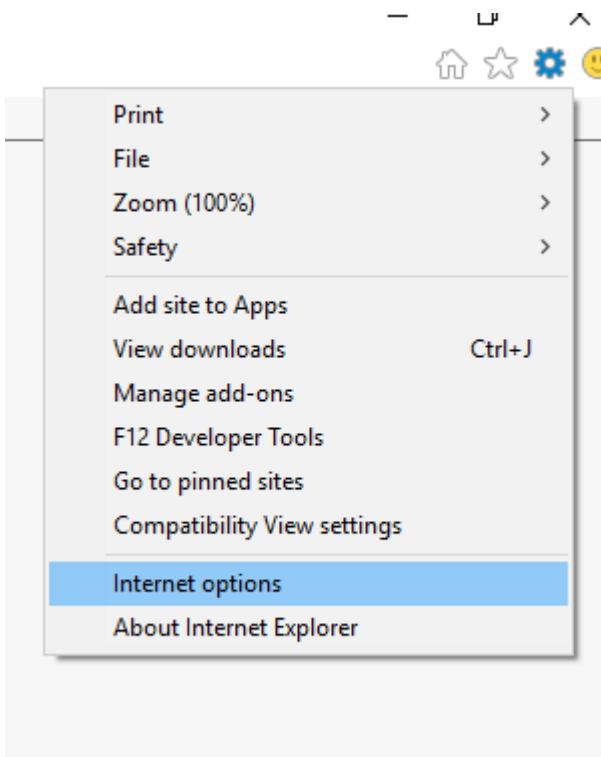 Print
File
Zoom (100%)
Safety
Add site to Apps
View downloads Ctrl+J
Manage add-ons
F12 Developer Tools
Go to pinned sites
Compatibility View settings
Internet options
About Internet Explorer